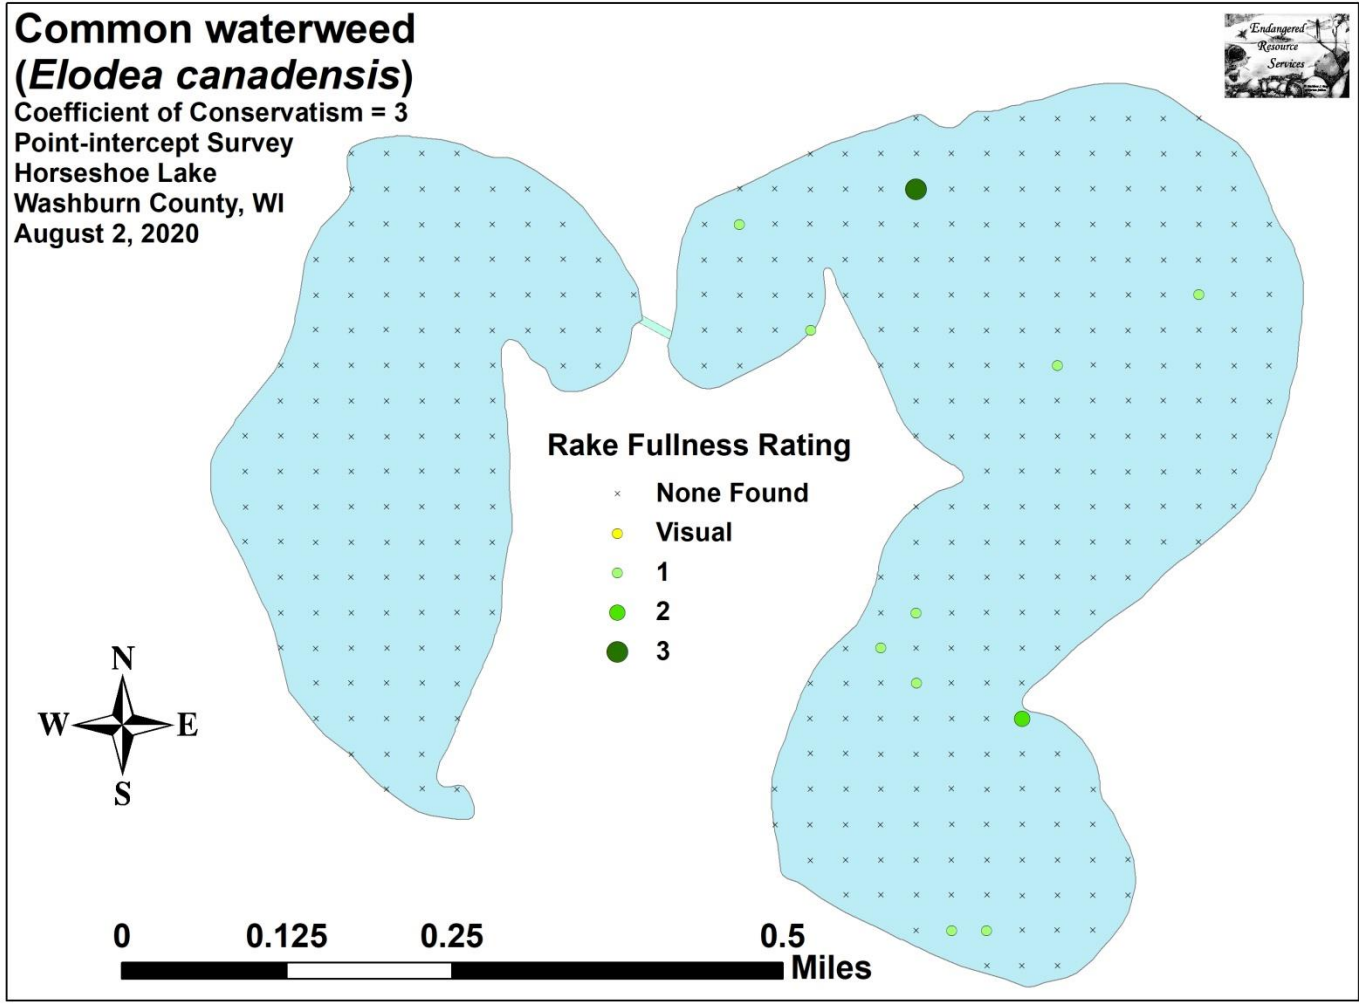 Common waterweed
(Elodea canadensis)
Coefficient of Conservatism = 3
Point-intercept Survey
Horseshoe Lake
Washburn County, WI
August 2, 2020
Endangered
Resource
Services
Rake Fullness Rating
None Found
Visual
1
2
3
N
W E
S
0 0.125 0.25 0.5
Miles